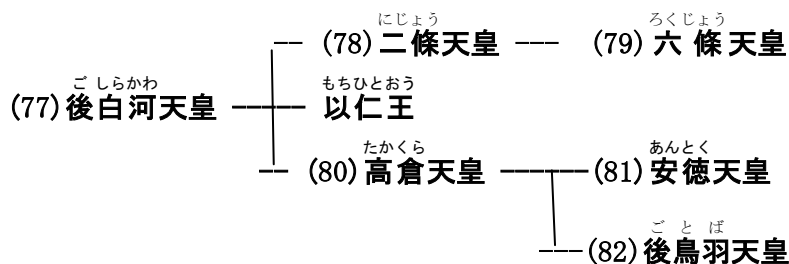 にじょう ろくじょう
(78)二條天皇 (79)六條天皇
ごしらかわ もちひとおう
(77)後白河天皇 以仁王
たかくら あんとく
(80)高倉天皇 (81)安徳天皇
ごとば
(82)後鳥羽天皇